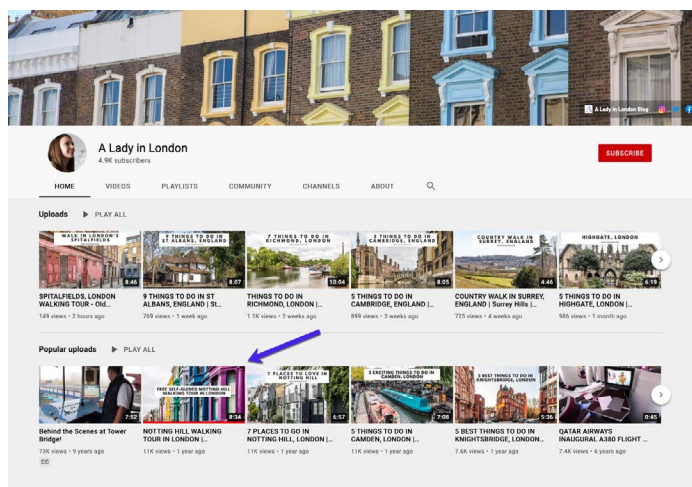 A Lady in London Blog
A Lady in London
4.9K subscribers
SUBSCRIBE
HOME VIDEOS PLAYLISTS COMMUNITY CHANNELS ABOUT
Uploads PLAY ALL
WALK IN LONDON'S
SPITALFIELDS
8:46
9 THINGS TO DO IN
ST ALBANS, ENGLAND
8:07
7 THINGS TO DO IN
RICHMOND, LONDON
10:04
5 THINGS TO DO IN
CAMBRIDGE, ENGLAND
8:05
COUNTRY WALK IN
SURREY, ENGLAND
4:46
HIGHGATE, LONDON
6:19
SPITALFIELDS, LONDON
WALKING TOUR - Old...
149 views • 2 hours ago
9 THINGS TO DO IN ST
ALBANS, ENGLAND | St...
769 views • 1 week ago
THINGS TO DO IN
RICHMOND, LONDON |...
1.1K views • 2 weeks ago
5 THINGS TO DO IN
CAMBRIDGE, ENGLAND |...
899 views • 3 weeks ago
COUNTRY WALK IN SURREY,
ENGLAND | Surrey Hills |...
725 views • 4 weeks ago
5 THINGS TO DO IN
HIGHGATE, LONDON |...
986 views • 1 month ago
Popular uploads PLAY ALL
7:52
FREE SELF-GUIDED NOTTING HILL
WALKING TOUR IN LONDON
8:34
7 PLACES TO LOVE IN
NOTTING HILL
6:57
5 EXCITING THINGS TO DO IN
CAMDEN, LONDON
7:08
5 BEST THINGS TO DO IN
KNIGHTSBRIDGE, LONDON
5:36
0:45
Behind the Scenes at Tower
Bridge!
73K views • 9 years ago
CC
NOTTING HILL WALKING
TOUR IN LONDON |...
11K views • 1 year ago
7 PLACES TO GO IN
NOTTING HILL, LONDON |...
11K views • 1 year ago
5 THINGS TO DO IN
CAMDEN, LONDON |...
11K views • 1 year ago
5 BEST THINGS TO DO IN
KNIGHTSBRIDGE, LONDON...
7.6K views • 1 year ago
QATAR AIRWAYS
INAUGURAL A380 FLIGHT ...
7.4K views • 6 years ago